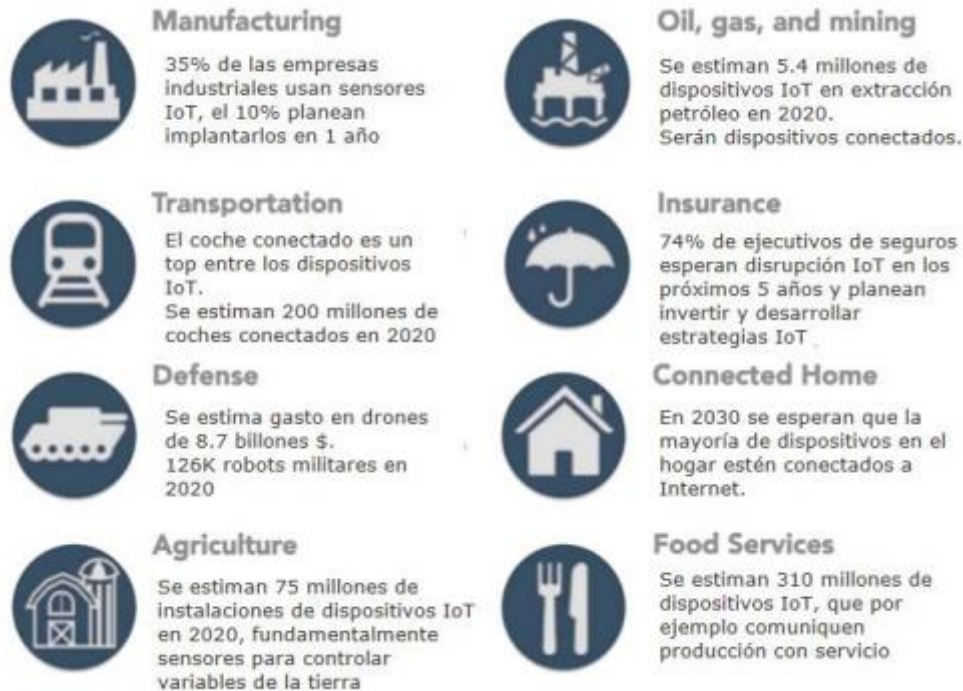 Manufacturing
35% de las empresas
industriales usan sensores
IoT, el 10% planean
implantarlos en 1 año
Oil, gas, and mining
Se estiman 5.4 millones de
dispositivos IoT en extracción
petróleo en 2020.
Serán dispositivos conectados.
Transportation
El coche conectado es un
top entre los dispositivos
IoT.
Se estiman 200 millones de
coches conectados en 2020
Insurance
74% de ejecutivos de seguros
esperan disrupción IoT en los
próximos 5 años y planean
invertir y desarrollar
estrategias IoT
Defense
Se estima gasto en drones
de 8.7 billones $.
126K robots militares en
2020
Connected Home
En 2030 se esperan que la
mayoría de dispositivos en el
hogar estén conectados a
Internet.
Agriculture
Se estiman 75 millones de
instalaciones de dispositivos IoT
en 2020, fundamentalmente
sensores para controlar
variables de la tierra
Food Services
Se estiman 310 millones de
dispositivos IoT, que por
ejemplo comuniquen
producción con servicio